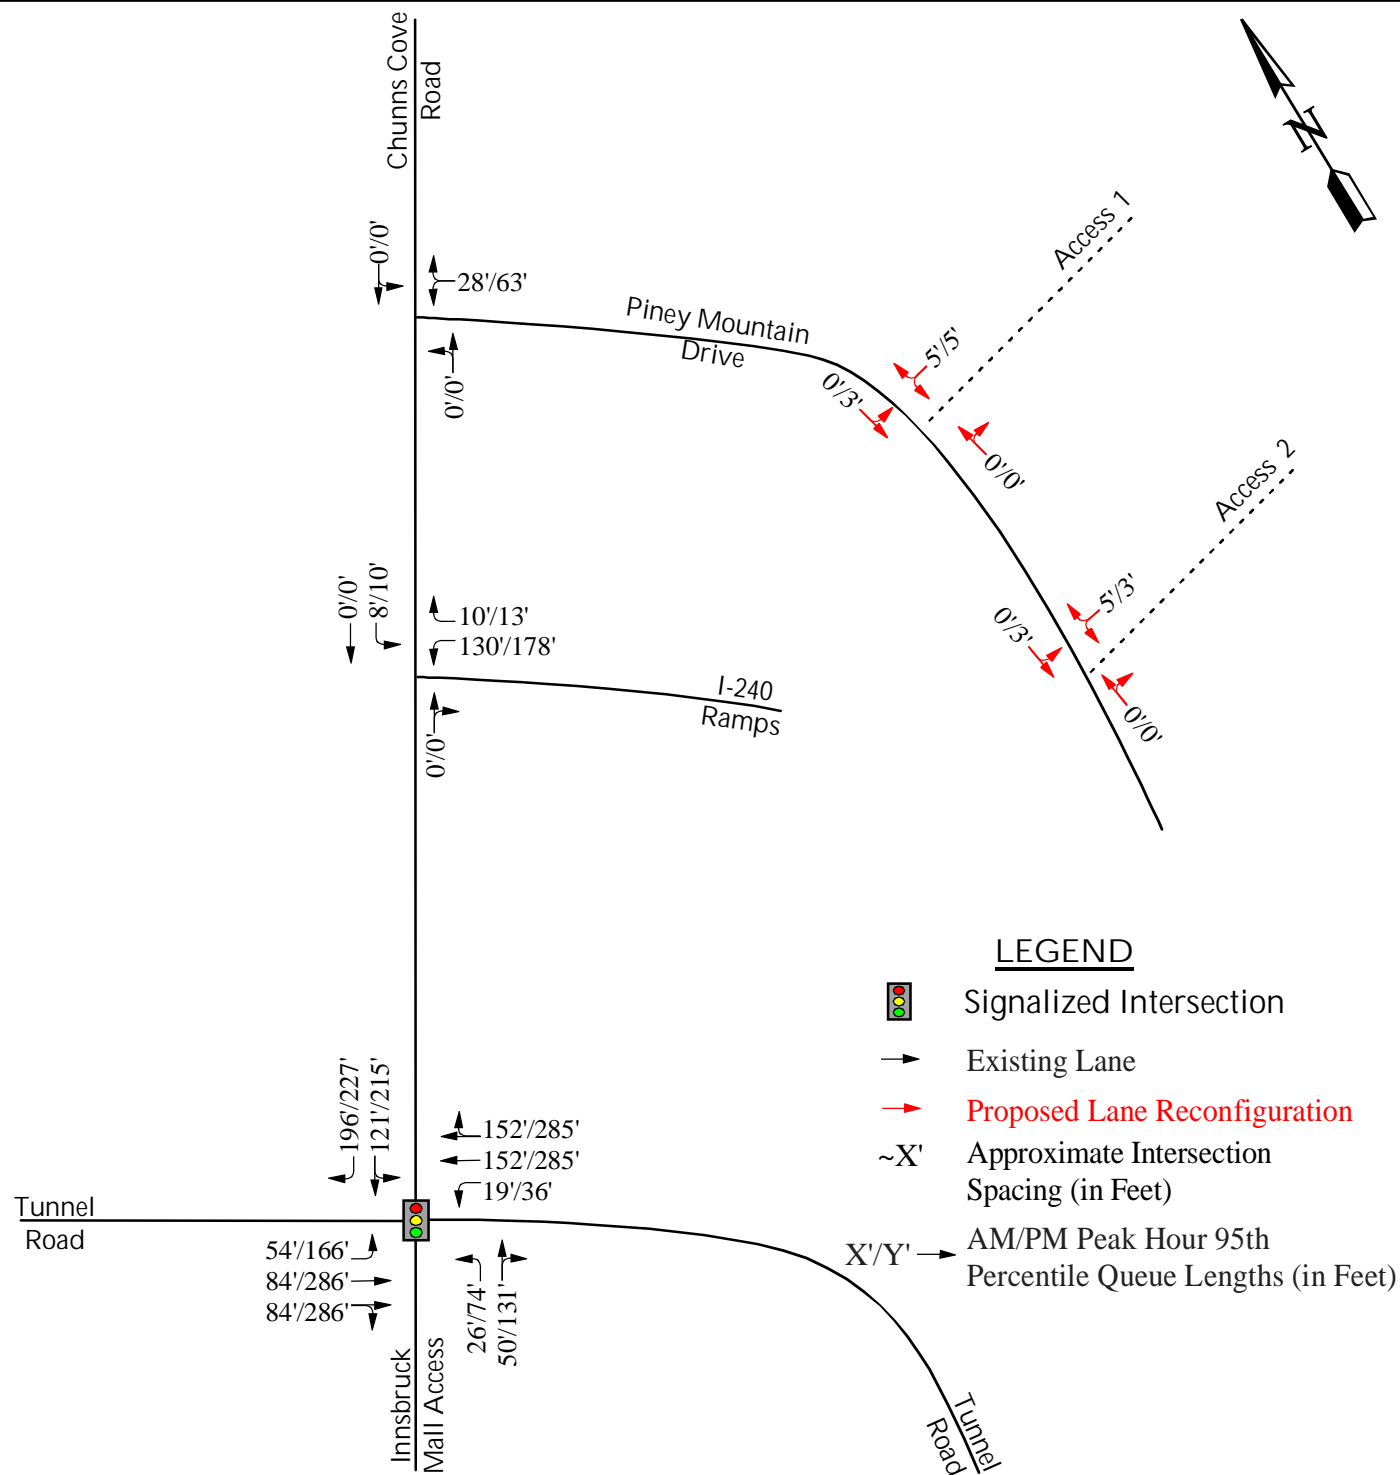 Chunns Cove
Road
N
0'/0'
28'/63'
0'/0'
Piney Mountain
Drive
Access 1
5'/5'
0'/3'
0'/0'
Access 2
5'/3'
0'/3'
0'/0'
0'/0'
8'/10'
10'/13'
130'/178'
0'/0'
I-240
Ramps
196'/227'
121'/215'
152'/285'
152'/285'
19'/36'
Tunnel
Road
54'/166'
84'/286'
84'/286'
26'/74'
50'/131'
Innsbruck
Mall Access
Tunnel
Road
LEGEND
Signalized Intersection
Existing Lane
Proposed Lane Reconfiguration
~X' Approximate Intersection
Spacing (in Feet)
X'/Y' AM/PM Peak Hour 95th
Percentile Queue Lengths (in Feet)